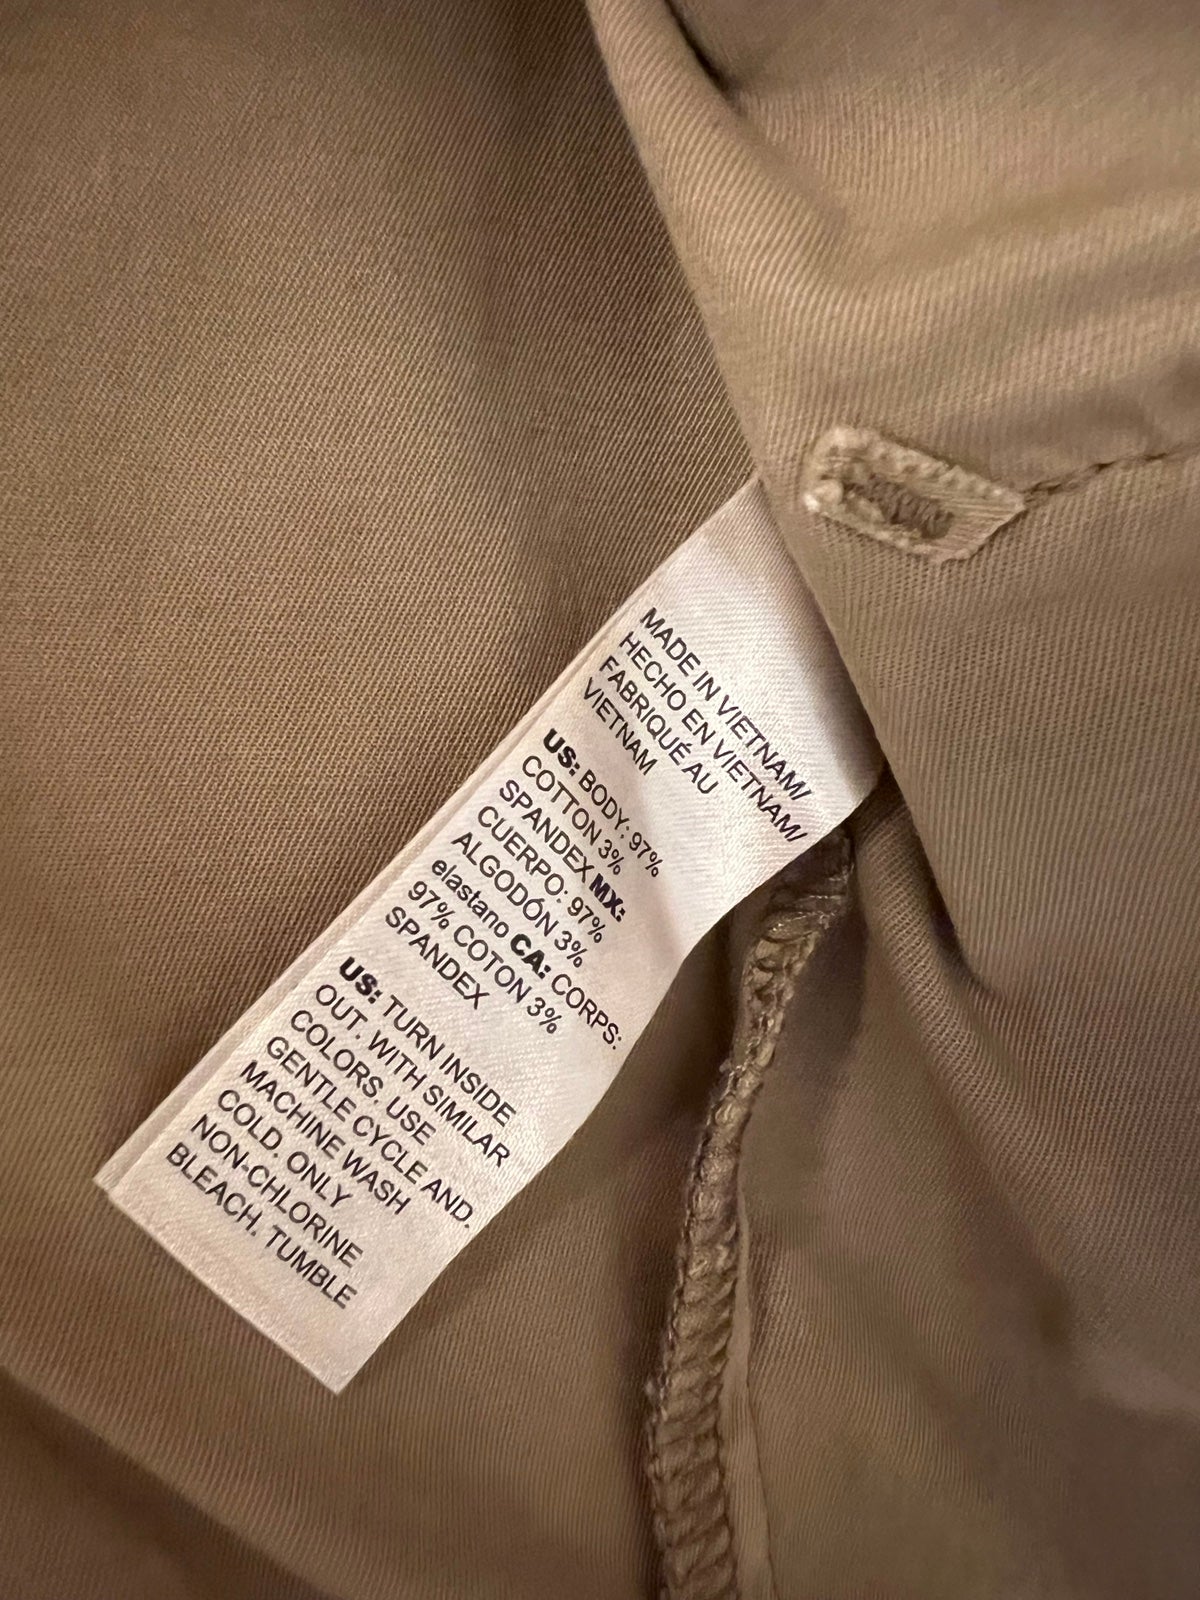 MADE IN VIETNAM/
HECHO EN VIETNAM/
FABRIQUÉ AU
VIETNAM
US: BODY: 97%
COTTON 3%
SPANDEX MX:
CUERPO: 97%
ALGODÓN 3%
elastano CA: CORPS:
97% COTON 3%
SPANDEX
US: TURN INSIDE
OUT. WITH SIMILAR
COLORS. USE
GENTLE CYCLE AND.
MACHINE WASH
COLD. ONLY
NON-CHLORINE
BLEACH. TUMBLE